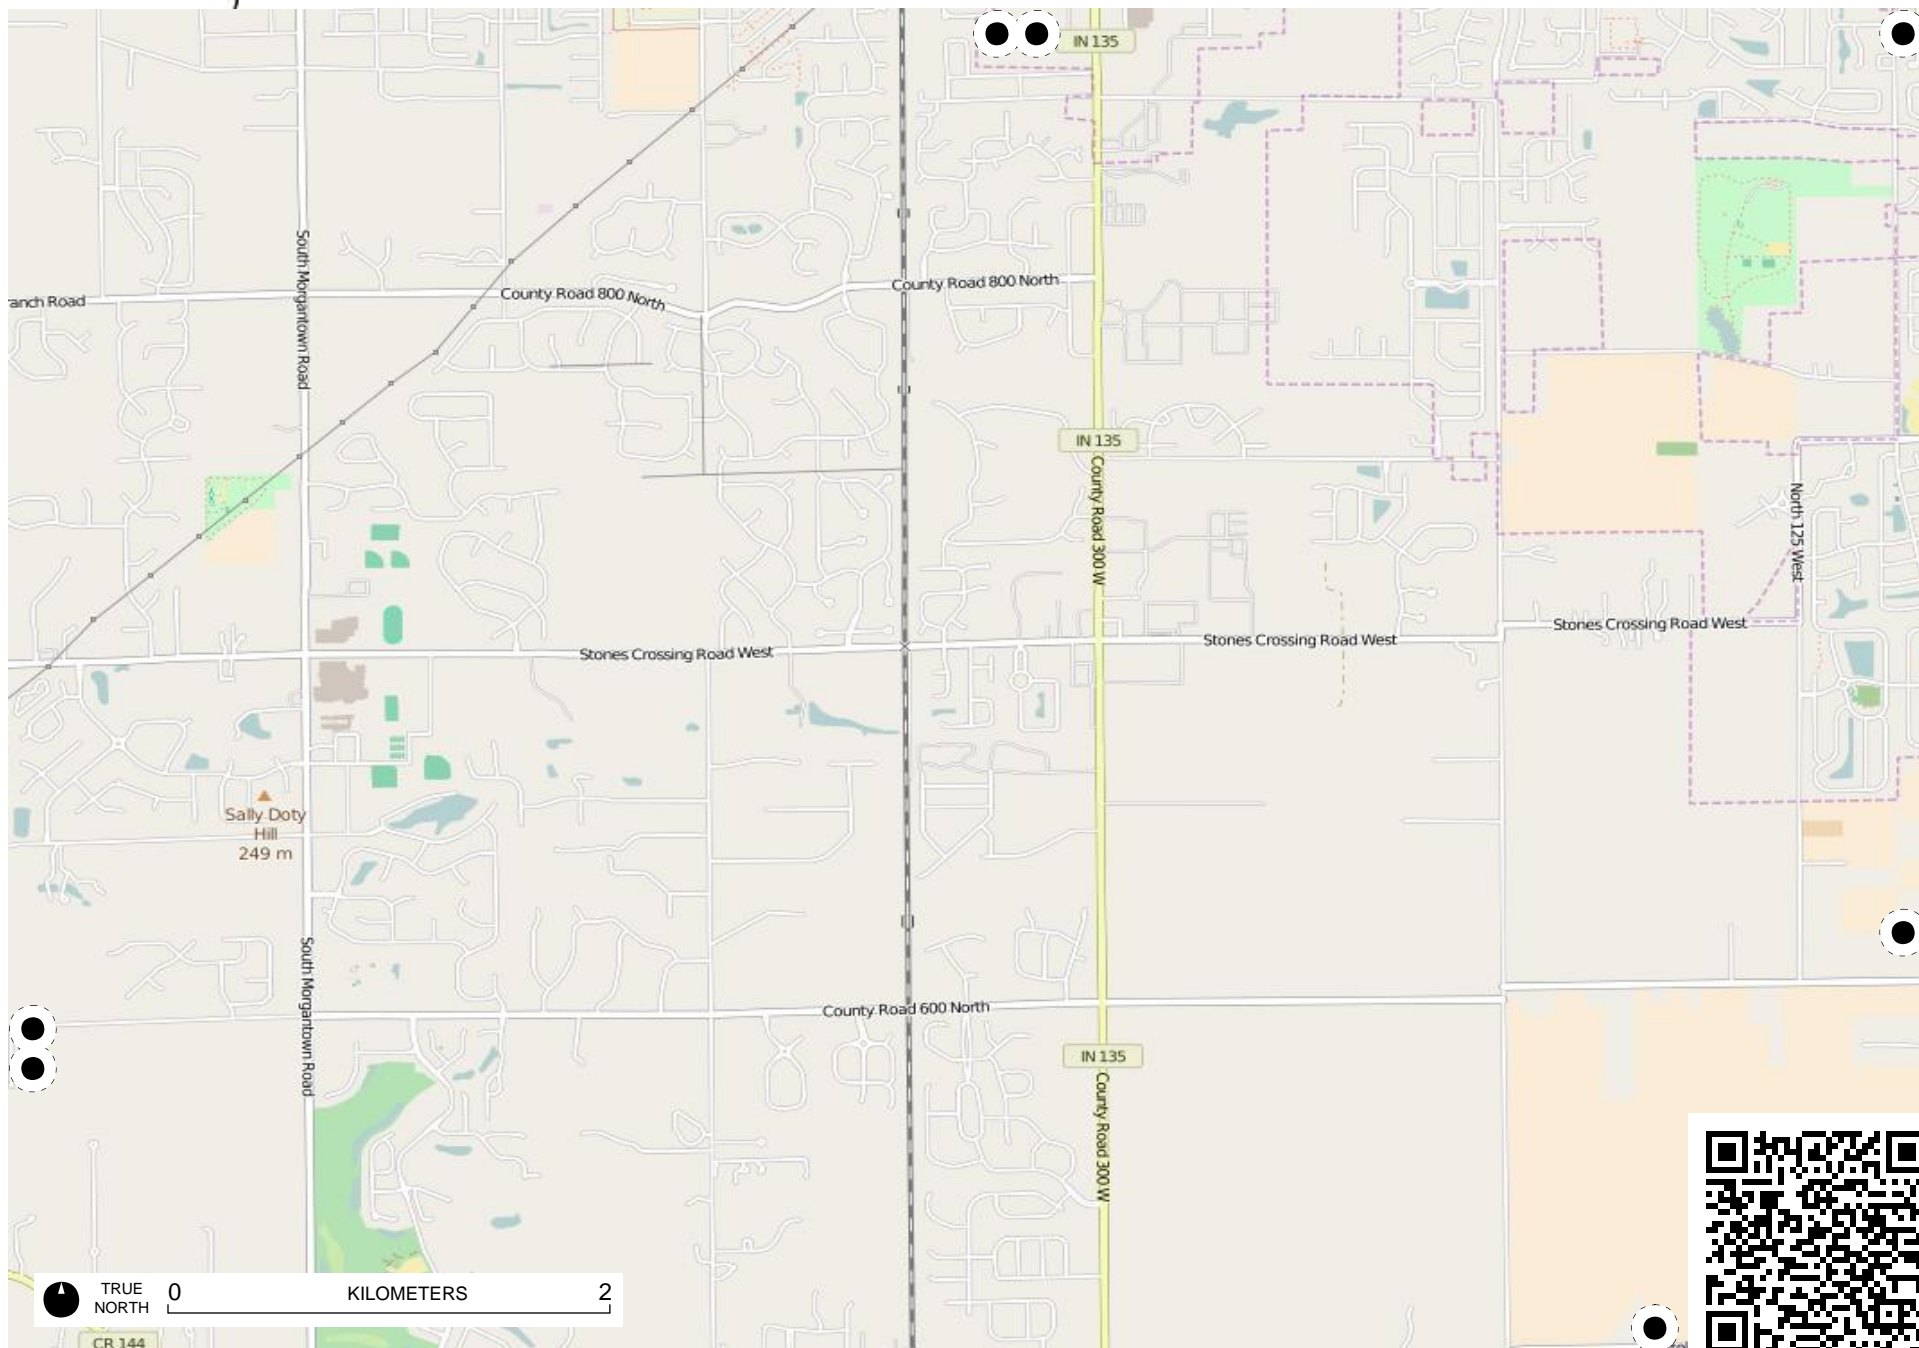 IN 135
South Morgantown Road
County Road 800 North
County Road 800 North
ranch Road
IN 135
County Road 300 W
North 125 West
Stones Crossing Road West
Stones Crossing Road West
Stones Crossing Road West
Sally Doty
Hill
249 m
South Morgantown Road
County Road 600 North
IN 135
County Road 300 W
TRUE
NORTH
0
KILOMETERS
2
CR 144